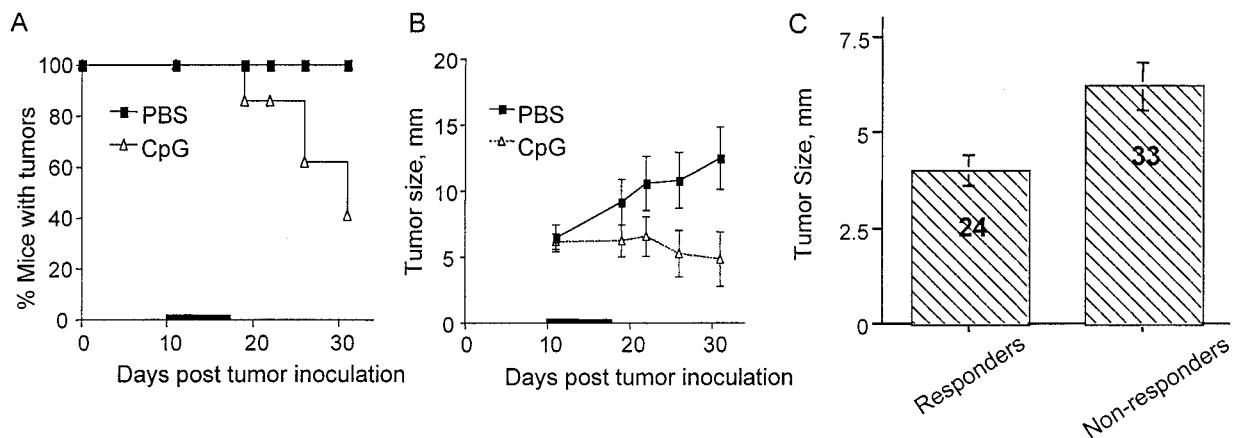 A
100
80
60
40
20
0
% Mice with tumors
PBS
CpG
0
10
20
30
Days post tumor inoculation
B
20
15
10
5
0
Tumor size, mm
PBS
CpG
0
10
20
30
Days post tumor inoculation
C
7.5
5
2.5
0
Tumor Size, mm
24
33
Responders
Non-responders